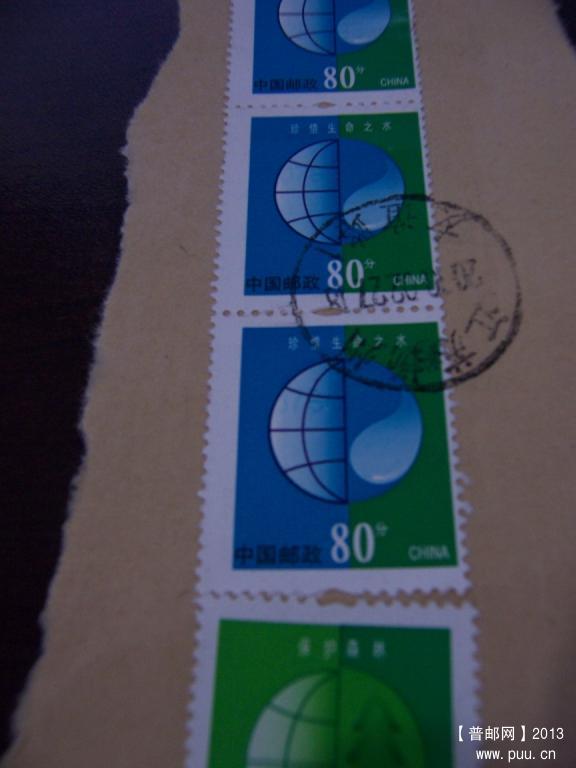 中国邮政 80分 CHINA
珍惜生命之水
中国邮政 80分 CHINA
珍惜生命之水
中国邮政 80分 CHINA
保护森林
【普邮网】2013
www.puu.cn